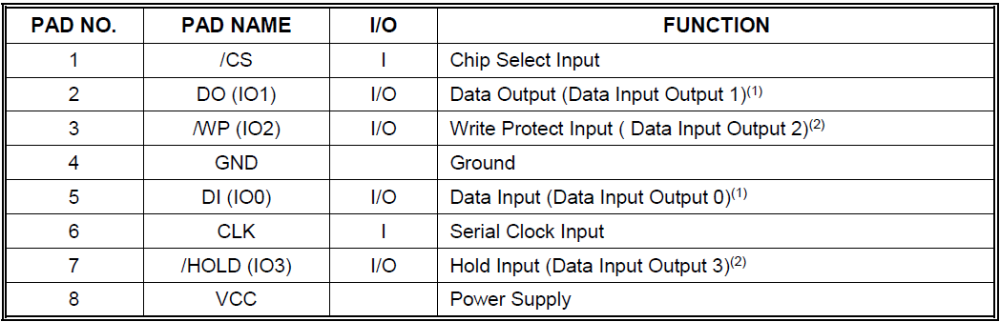 PAD NO. PAD NAME I/O FUNCTION
1 /CS I Chip Select Input
2 DO (IO1) I/O Data Output (Data Input Output 1)(1)
3 /WP (IO2) I/O Write Protect Input ( Data Input Output 2)(2)
4 GND Ground
5 DI (IO0) I/O Data Input (Data Input Output 0)(1)
6 CLK I Serial Clock Input
7 /HOLD (IO3) I/O Hold Input (Data Input Output 3)(2)
8 VCC Power Supply